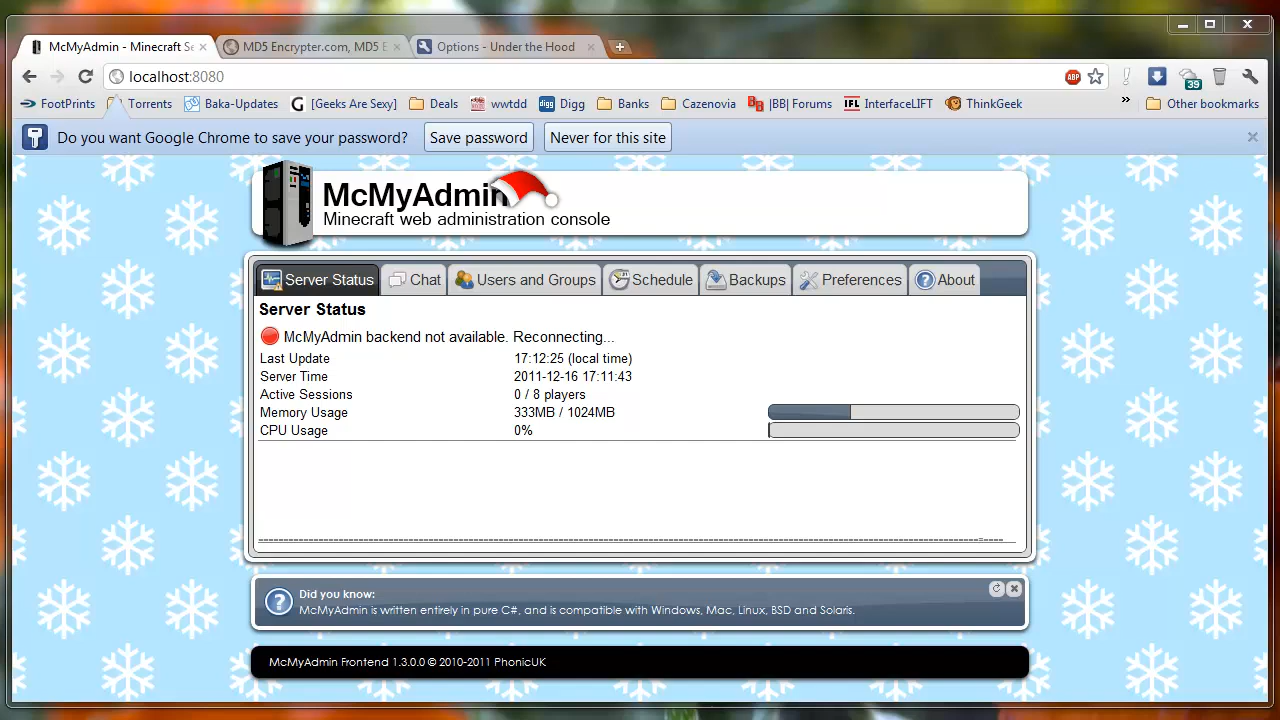 McMyAdmin - Minecraft Se
MD5 Encrypter.com, MD5 E
Options - Under the Hood
localhost:8080
ABP
39
FootPrints
Torrents
Baka-Updates
G
[Geeks Are Sexy]
Deals
wwtdd
digg
Digg
Banks
Cazenovia
|BB| Forums
IFL
InterfaceLIFT
ThinkGeek
»
Other bookmarks
Do you want Google Chrome to save your password?
Save password
Never for this site
McMyAdmin
Minecraft web administration console
Server Status
Chat
Users and Groups
Schedule
Backups
Preferences
About
Server Status
McMyAdmin backend not available. Reconnecting...
Last Update 17:12:25 (local time)
Server Time 2011-12-16 17:11:43
Active Sessions 0 / 8 players
Memory Usage 333MB / 1024MB
CPU Usage 0%
Did you know:
McMyAdmin is written entirely in pure C#, and is compatible with Windows, Mac, Linux, BSD and Solaris.
McMyAdmin Frontend 1.3.0.0 © 2010-2011 PhonicUK